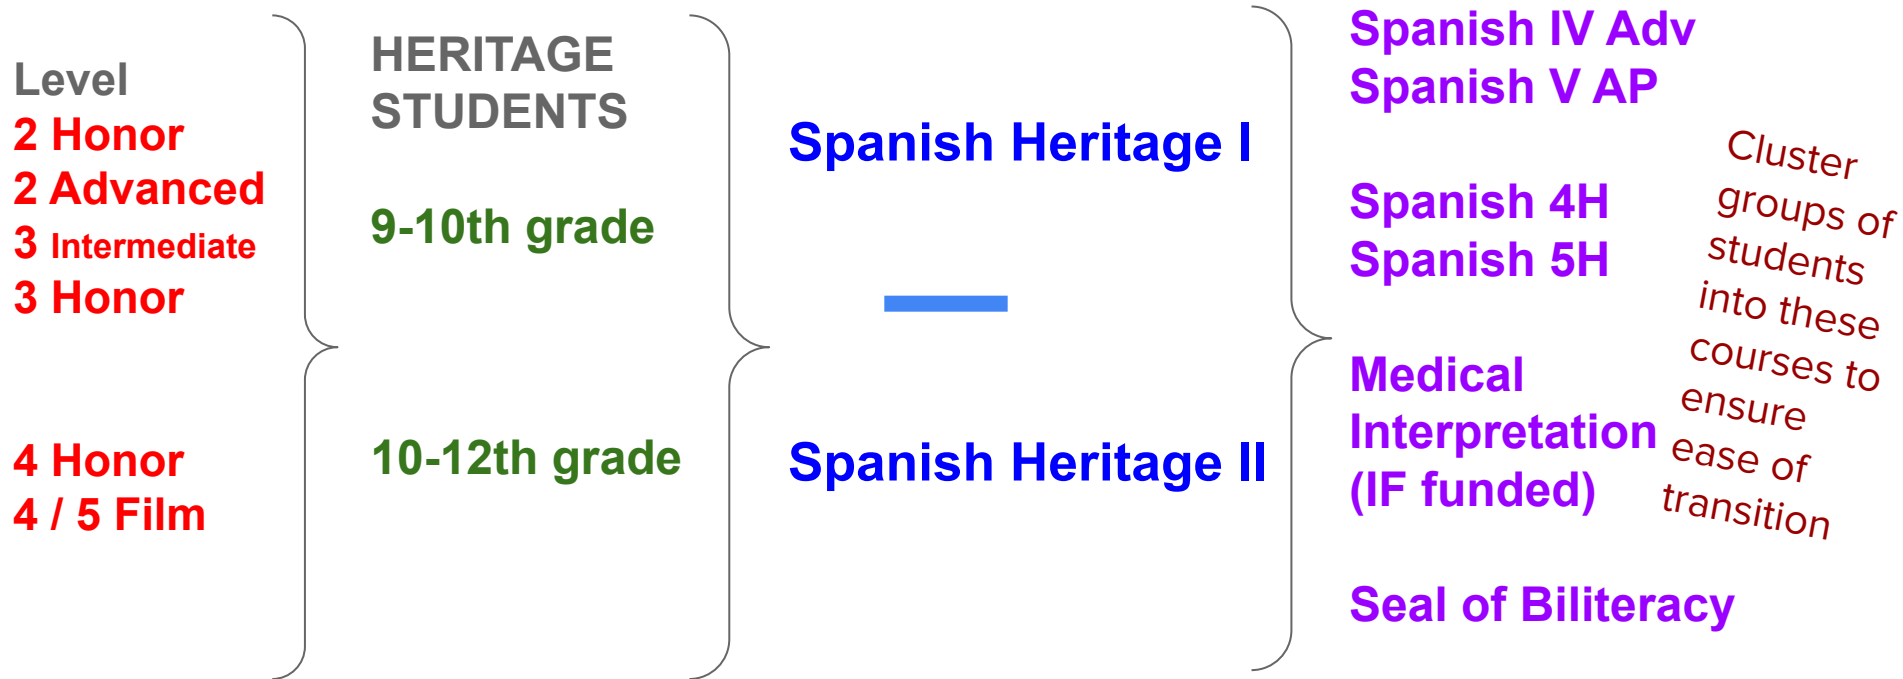 Level
2 Honor
2 Advanced
3 Intermediate
3 Honor
4 Honor
4 / 5 Film
HERITAGE
STUDENTS
9-10th grade
10-12th grade
Spanish Heritage I
Spanish Heritage II
Spanish IV Adv
Spanish V AP
Spanish 4H
Spanish 5H
Medical
Interpretation
(IF funded)
Seal of Biliteracy
Cluster
groups of
students
into these
courses to
ensure
ease of
transition